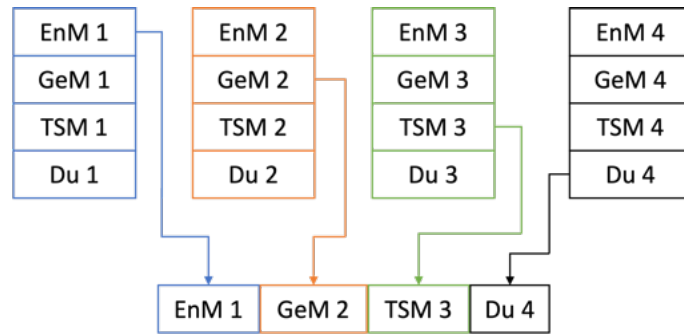 EnM 1 EnM 2 EnM 3 EnM 4
GeM 1 GeM 2 GeM 3 GeM 4
TSM 1 TSM 2 TSM 3 TSM 4
Du 1 Du 2 Du 3 Du 4
EnM 1 GeM 2 TSM 3 Du 4